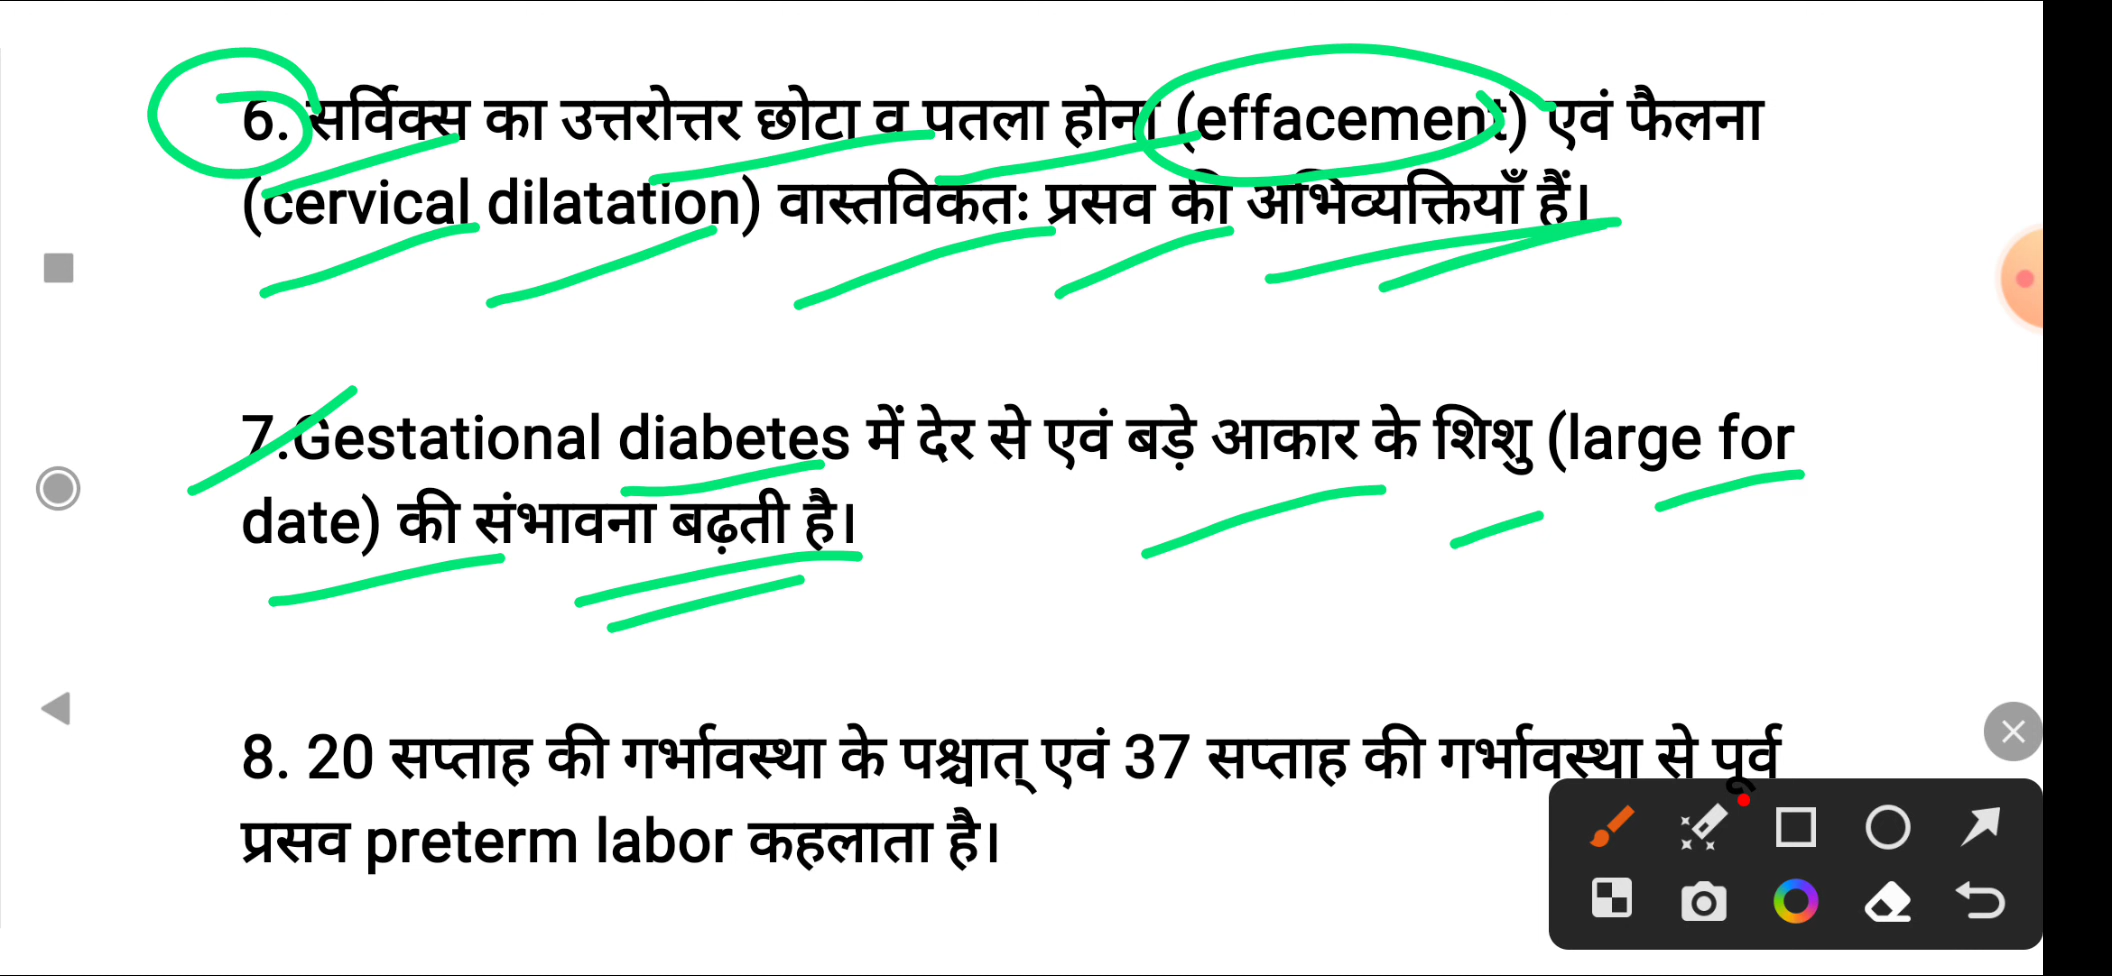 6. सर्विक्स का उत्तरोत्तर छोटा व पतला होना (effacement) एवं फैलना
(cervical dilatation) वास्तविकतः प्रसव की अभिव्यक्तियाँ हैं।
7.Gestational diabetes में देर से एवं बड़े आकार के शिशु (large for
date) की संभावना बढ़ती है।
8. 20 सप्ताह की गर्भावस्था के पश्चात् एवं 37 सप्ताह की गर्भावस्था से पूर्व
प्रसव preterm labor कहलाता है।